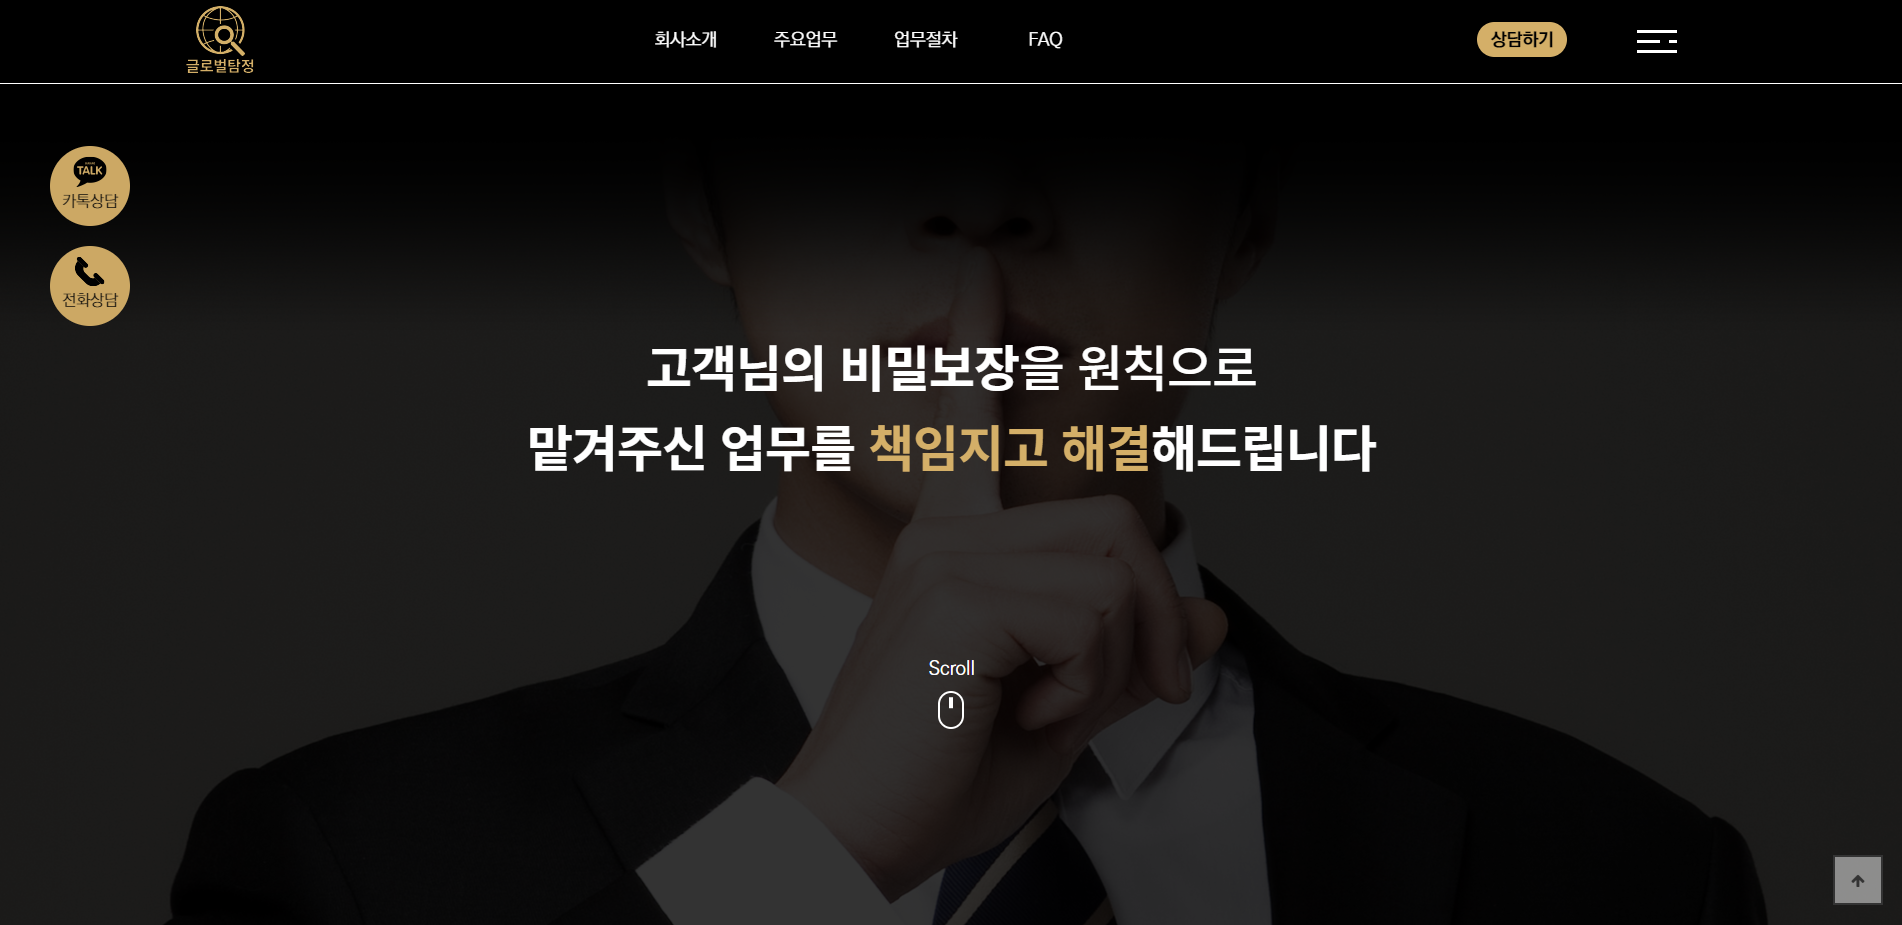 글로벌탐정
회사소개 주요업무 업무절차 FAQ 상담하기
TALK
카톡상담
전화상담
고객님의 비밀보장을 원칙으로
맡겨주신 업무를 책임지고 해결해드립니다
Scroll